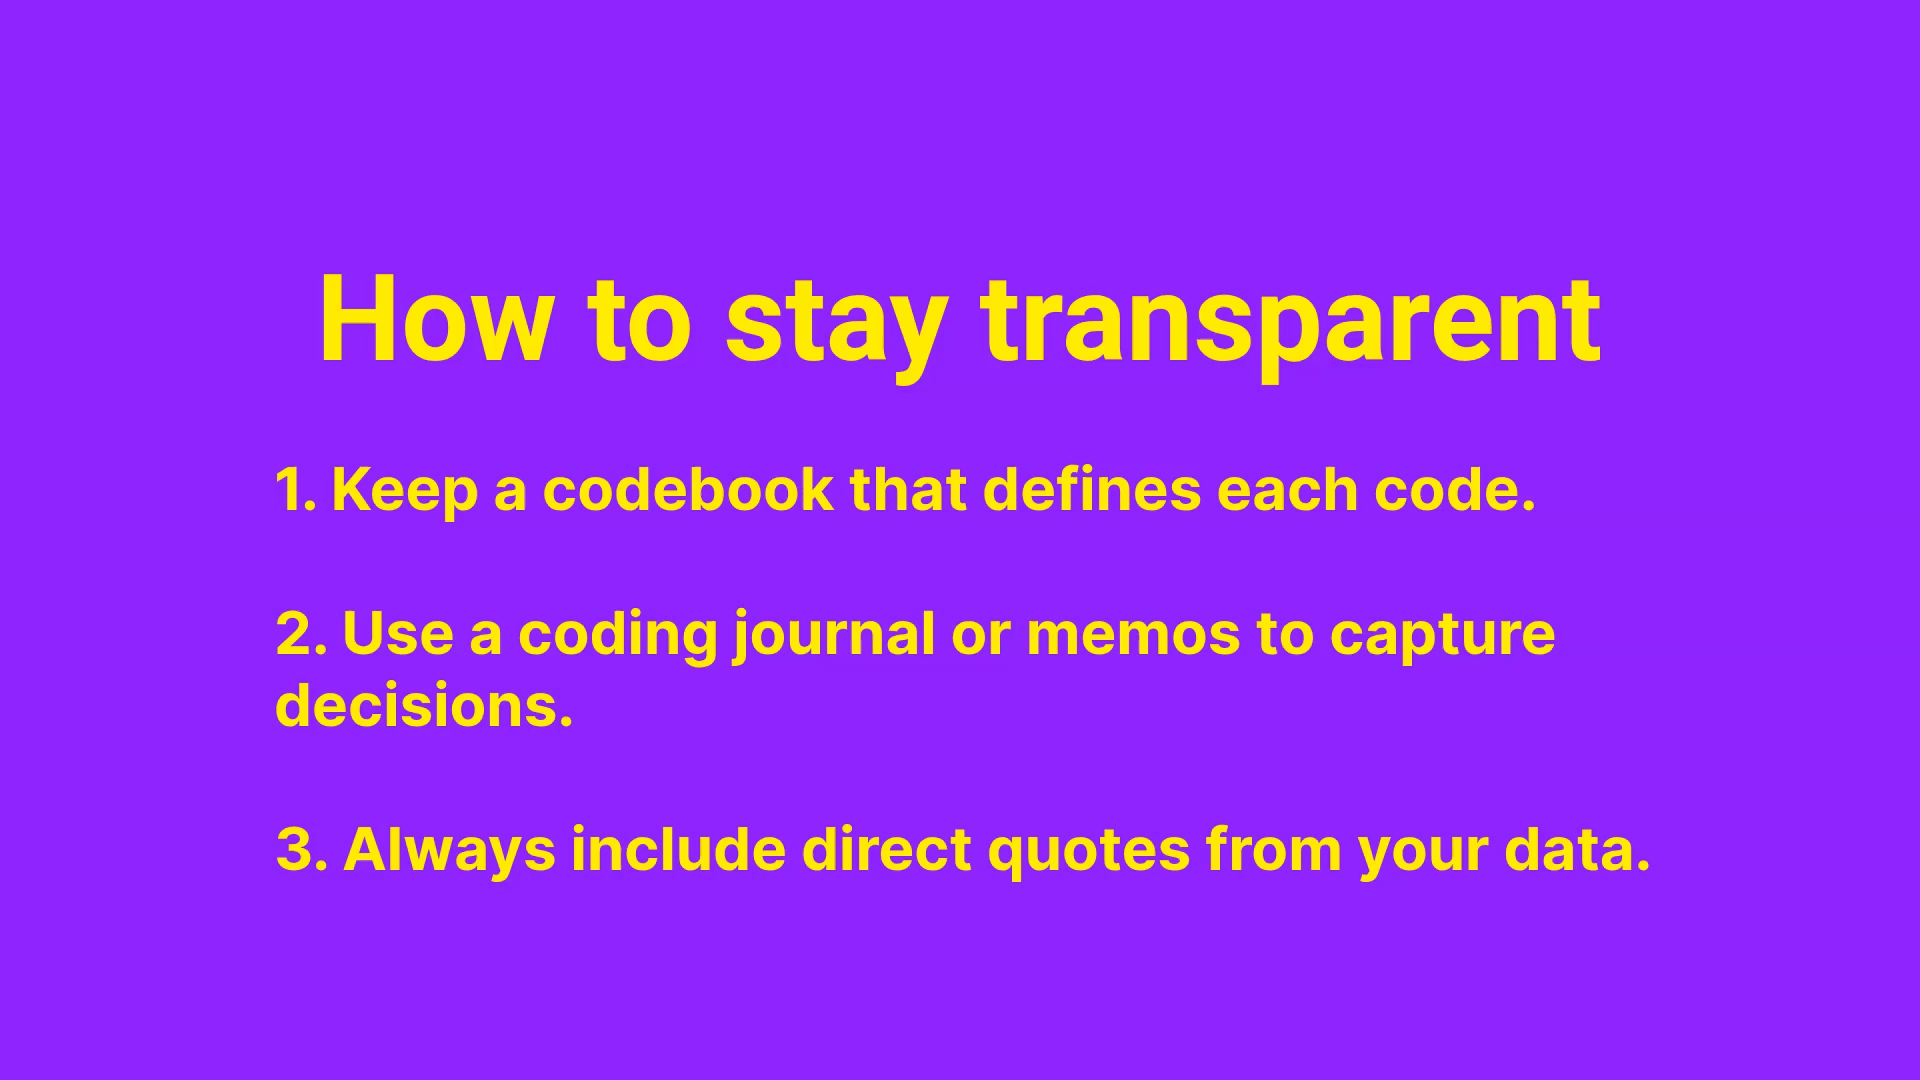 How to stay transparent
1. Keep a codebook that defines each code.
2. Use a coding journal or memos to capture
decisions.
3. Always include direct quotes from your data.